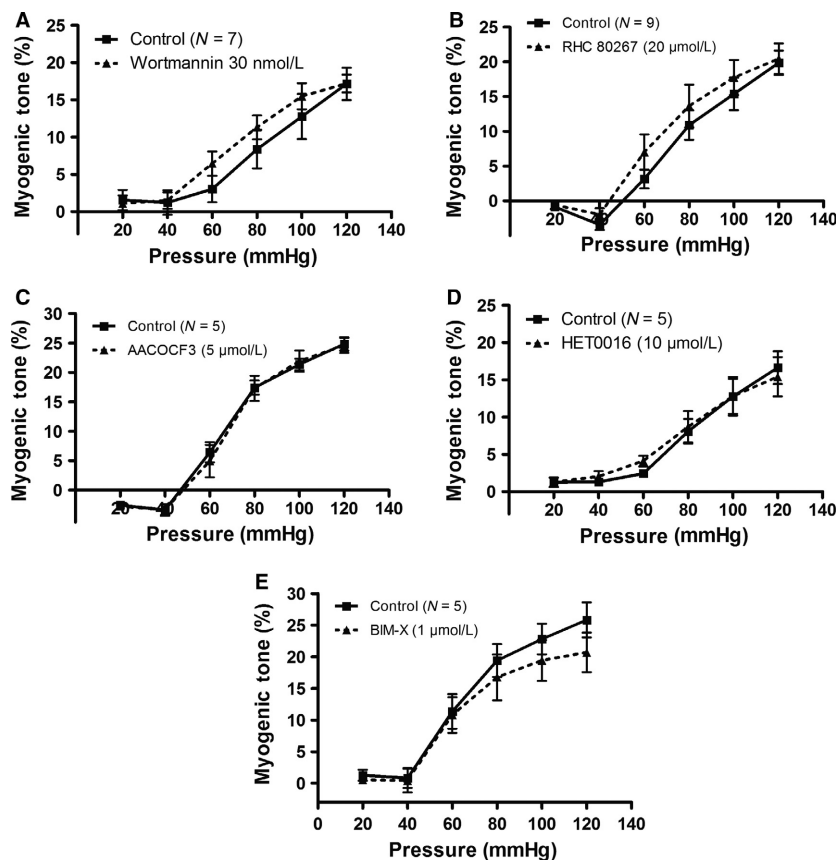 A
Control (N = 7)
Wortmannin 30 nmol/L
Myogenic tone (%)
25
20
15
10
5
0
20 40 60 80 100 120 140
Pressure (mmHg)
B
Control (N = 9)
RHC 80267 (20 µmol/L)
Myogenic tone (%)
25
20
15
10
5
0
20 40 60 80 100 120 140
Pressure (mmHg)
C
Control (N = 5)
AACOCF3 (5 µmol/L)
Myogenic tone (%)
30
25
20
15
10
5
0
20 40 60 80 100 120 140
Pressure (mmHg)
D
Control (N = 5)
HET0016 (10 µmol/L)
Myogenic tone (%)
25
20
15
10
5
0
20 40 60 80 100 120 140
Pressure (mmHg)
E
Control (N = 5)
BIM-X (1 µmol/L)
Myogenic tone (%)
30
25
20
15
10
5
0
0 20 40 60 80 100 120 140
Pressure (mmHg)